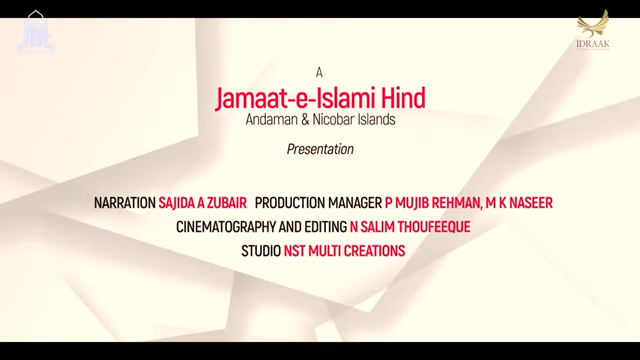 IDRAAK
A
Jamaat-e-Islami Hind
Andaman & Nicobar Islands
Presentation
NARRATION SAJIDA A ZUBAIR PRODUCTION MANAGER P MUJIB REHMAN, M K NASEER
CINEMATOGRAPHY AND EDITING N SALIM THOUFEEQUE
STUDIO NST MULTI CREATIONS